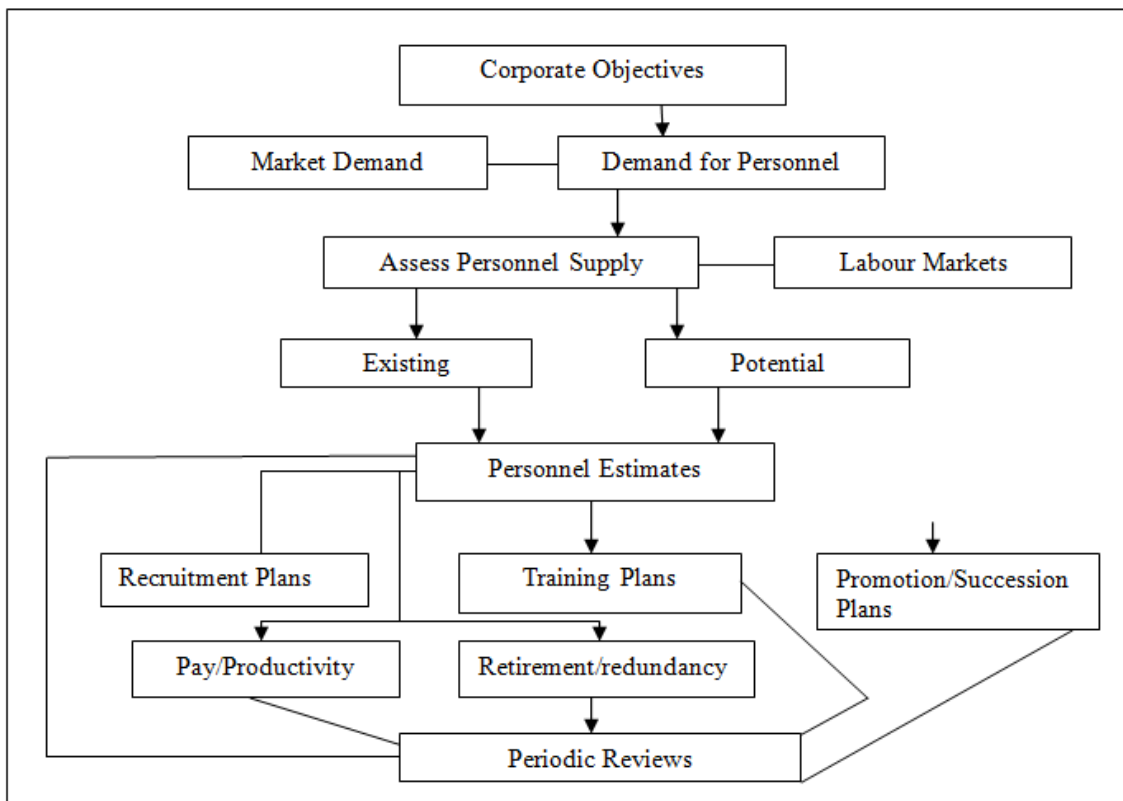 Corporate Objectives
Market Demand
Demand for Personnel
Assess Personnel Supply
Labour Markets
Existing
Potential
Personnel Estimates
Recruitment Plans
Training Plans
Promotion/Succession
Plans
Pay/Productivity
Retirement/redundancy
Periodic Reviews